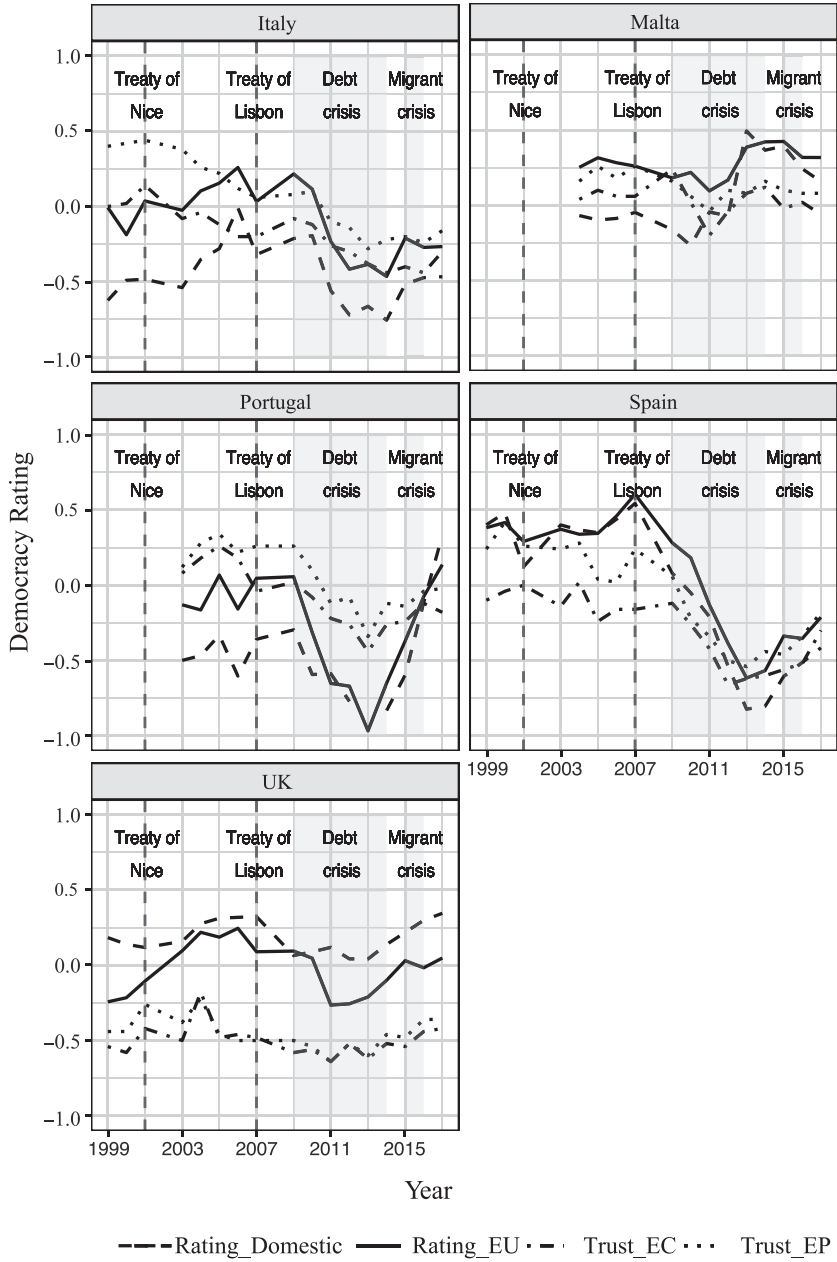 Italy
Malta
1.0
Treaty of Treaty of Debt Migrant
Nice Lisbon crisis crisis
Treaty of Treaty of Debt Migrant
Nice Lisbon crisis crisis
0.5
0.0
−0.5
−1.0
Portugal
Spain
1.0
Treaty of Treaty of Debt Migrant
Nice Lisbon crisis crisis
Treaty of Treaty of Debt Migrant
Nice Lisbon crisis crisis
0.5
0.0
−0.5
−1.0
1999 2003 2007 2011 2015
Democracy Rating
UK
1.0
Treaty of Treaty of Debt Migrant
Nice Lisbon crisis crisis
0.5
0.0
−0.5
−1.0
1999 2003 2007 2011 2015
Year
Rating_Domestic Rating_EU Trust_EC Trust_EP